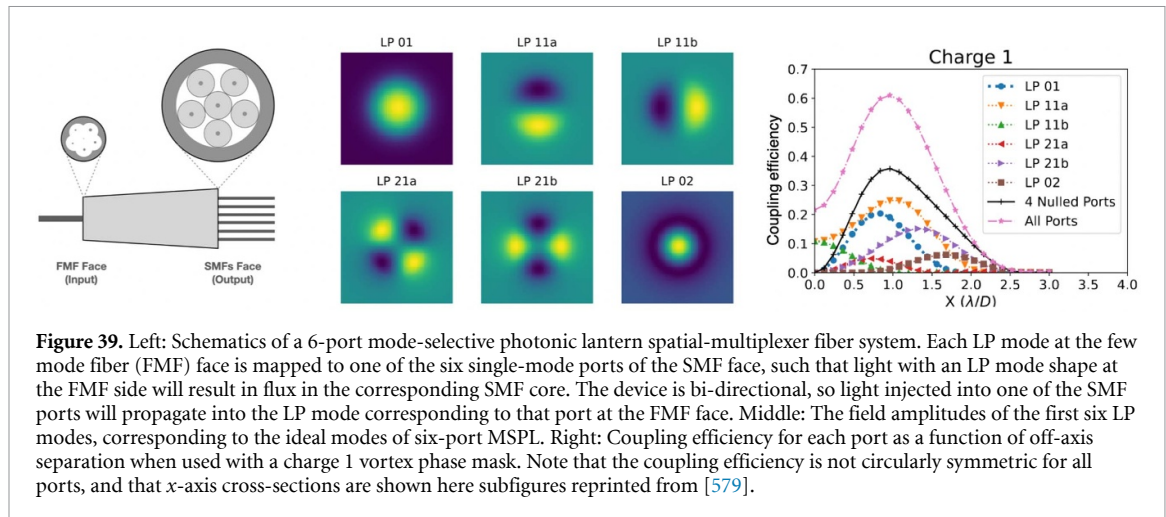 FMF Face
(Input)
SMFs Face
(Output)
LP 01
LP 11a
LP 11b
LP 21a
LP 21b
LP 02
Charge 1
Coupling efficiency
0.7
0.6
0.5
0.4
0.3
0.2
0.1
0.0
LP 01
LP 11a
LP 11b
LP 21a
LP 21b
LP 02
4 Nulled Ports
All Ports
0.0 0.5 1.0 1.5 2.0 2.5 3.0 3.5 4.0
X (λ/D)
Figure 39. Left: Schematics of a 6-port mode-selective photonic lantern spatial-multiplexer fiber system. Each LP mode at the few
mode fiber (FMF) face is mapped to one of the six single-mode ports of the SMF face, such that light with an LP mode shape at
the FMF side will result in flux in the corresponding SMF core. The device is bi-directional, so light injected into one of the SMF
ports will propagate into the LP mode corresponding to that port at the FMF face. Middle: The field amplitudes of the first six LP
modes, corresponding to the ideal modes of six-port MSPL. Right: Coupling efficiency for each port as a function of off-axis
separation when used with a charge 1 vortex phase mask. Note that the coupling efficiency is not circularly symmetric for all
ports, and that x-axis cross-sections are shown here subfigures reprinted from [579].